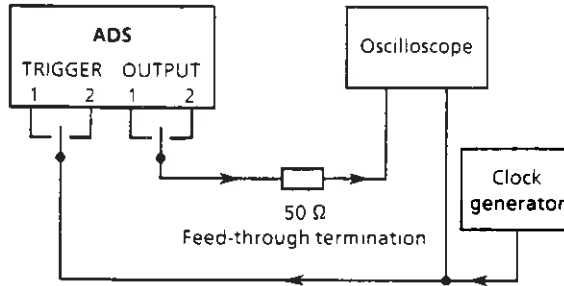 ADS
TRIGGER OUTPUT
1 2 1 2
Oscilloscope
Clock
generator
50 Ω
Feed-through termination